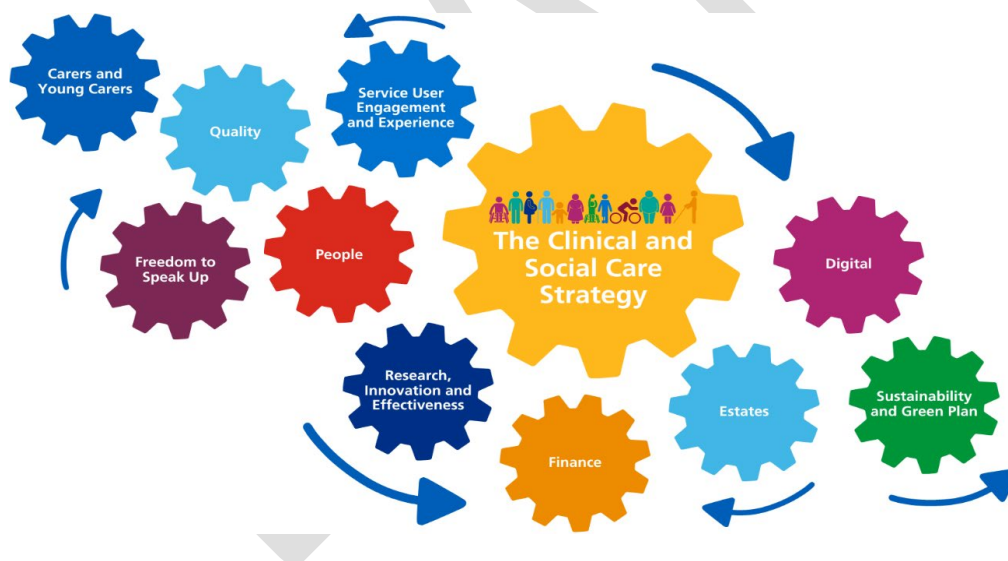 Carers and
Young Carers
Quality
Service User
Engagement
and Experience
Freedom to
Speak Up
People
The Clinical and
Social Care
Strategy
Digital
Research,
Innovation and
Effectiveness
Finance
Estates
Sustainability
and Green Plan